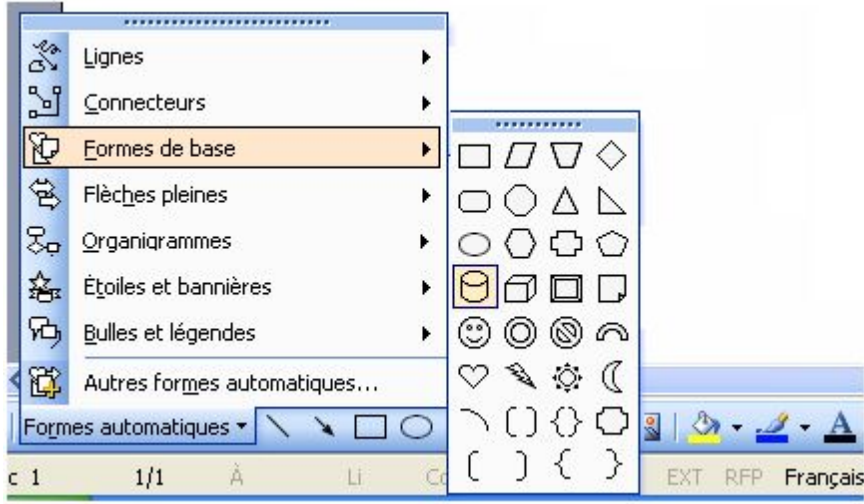 Lignes
Connecteurs
Formes de base
Flèches pleines
Organigrammes
Étoiles et bannières
Bulles et légendes
Autres formes automatiques...
Formes automatiques
A
c 1 1/1 À Li Co EXT RFP Français